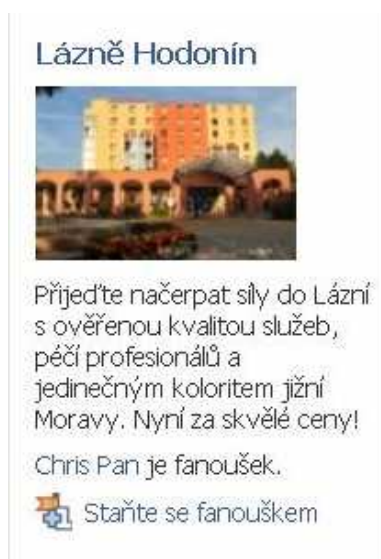 Lázně Hodonín
Přijeďte načerpat síly do Lázní
s ověřenou kvalitou služeb,
péčí profesionálů a
jedinečným koloritem jižní
Moravy. Nyní za skvělé ceny!
Chris Pan je fanoušek.
Staňte se fanouškem